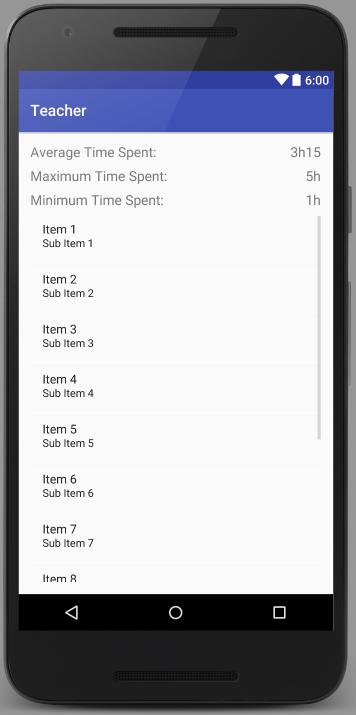 6:00
Teacher
Average Time Spent: 3h15
Maximum Time Spent: 5h
Minimum Time Spent: 1h
Item 1
Sub Item 1
Item 2
Sub Item 2
Item 3
Sub Item 3
Item 4
Sub Item 4
Item 5
Sub Item 5
Item 6
Sub Item 6
Item 7
Sub Item 7
Item 8